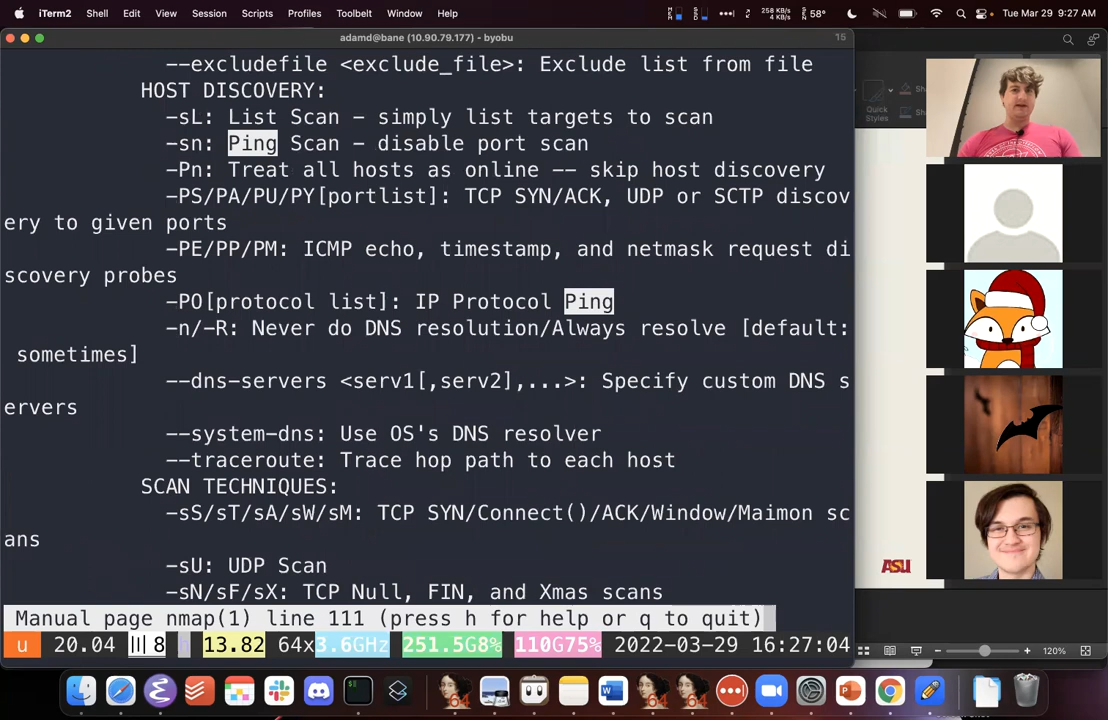 iTerm2 Shell Edit View Session Scripts Profiles Toolbelt Window Help 258 KB 4 KB 58° Tue Mar 29 9:27 AM
adamd@bane (10.90.79.177) - byobu
--excludefile <exclude_file>: Exclude list from file
HOST DISCOVERY:
-sL: List Scan - simply list targets to scan
-sn: Ping Scan - disable port scan
-Pn: Treat all hosts as online -- skip host discovery
-PS/PA/PU/PY[portlist]: TCP SYN/ACK, UDP or SCTP discov
ery to given ports
-PE/PP/PM: ICMP echo, timestamp, and netmask request di
scovery probes
-PO[protocol list]: IP Protocol Ping
-n/-R: Never do DNS resolution/Always resolve [default:
sometimes]
--dns-servers <serv1[,serv2],...>: Specify custom DNS s
ervers
--system-dns: Use OS's DNS resolver
--traceroute: Trace hop path to each host
SCAN TECHNIQUES:
-sS/sT/sA/sW/sM: TCP SYN/Connect()/ACK/Window/Maimon sc
ans
-sU: UDP Scan
-sN/sF/sX: TCP Null, FIN, and Xmas scans
Manual page nmap(1) line 111 (press h for help or q to quit)
u 20.04 8 13.82 64x3.6GHz 251.5G8% 110G75% 2022-03-29 16:27:04
Quick
Styles
ASU
120%